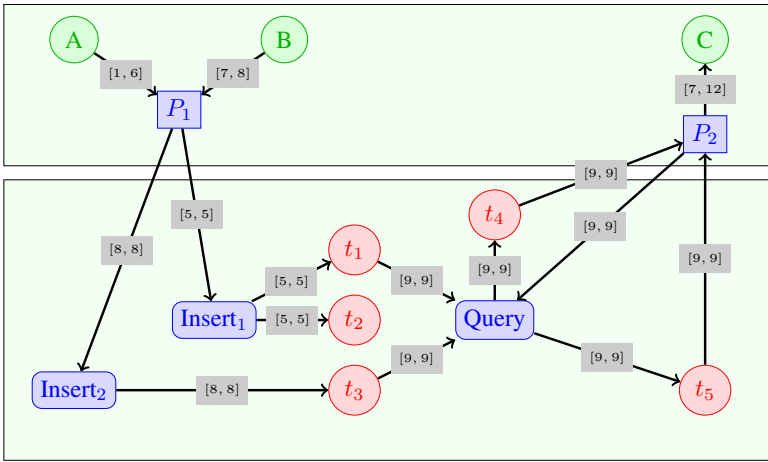 A
B
C
[1, 6]
[7, 8]
[7, 12]
P1
P2
[9, 9]
[5, 5]
t4
[9, 9]
[8, 8]
t1
[9, 9]
[9, 9]
[5, 5]
[9, 9]
[9, 9]
Insert1
[5, 5]
t2
Query
[9, 9]
[9, 9]
Insert2
[8, 8]
t3
t5